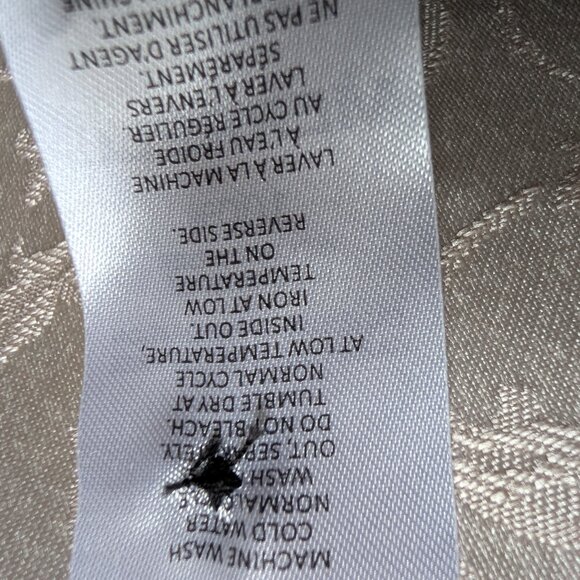 MACHINE WASH
COLD WATER
NORMAL
WASH
OUT,
DO NOT BLEACH.
TUMBLE DRY AT
NORMAL CYCLE
AT LOW TEMPERATURE,
INSIDE OUT.
IRON AT LOW
TEMPERATURE
ON THE
REVERSE SIDE.
LAVER À LA MACHINE
À L'EAU FROIDE
AU CYCLE RÉGULIER.
LAVER À L'ENVERS
SÉPARÉMENT.
NE PAS UTILISER D'AGENT
BLANCHIMENT.